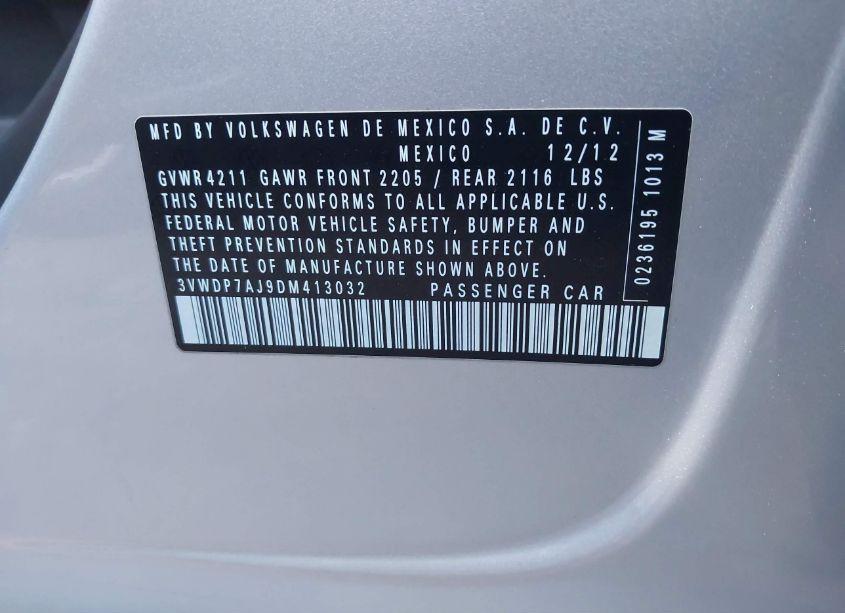 MFD BY VOLKSWAGEN DE MEXICO S.A. DE C.V.
MEXICO 12/12
GVWR 4211 GAWR FRONT 2205 / REAR 2116 LBS
THIS VEHICLE CONFORMS TO ALL APPLICABLE U.S.
FEDERAL MOTOR VEHICLE SAFETY, BUMPER AND
THEFT PREVENTION STANDARDS IN EFFECT ON
THE DATE OF MANUFACTURE SHOWN ABOVE.
3VWDP7AJ9DM413032 PASSENGER CAR
0236195 1013 M